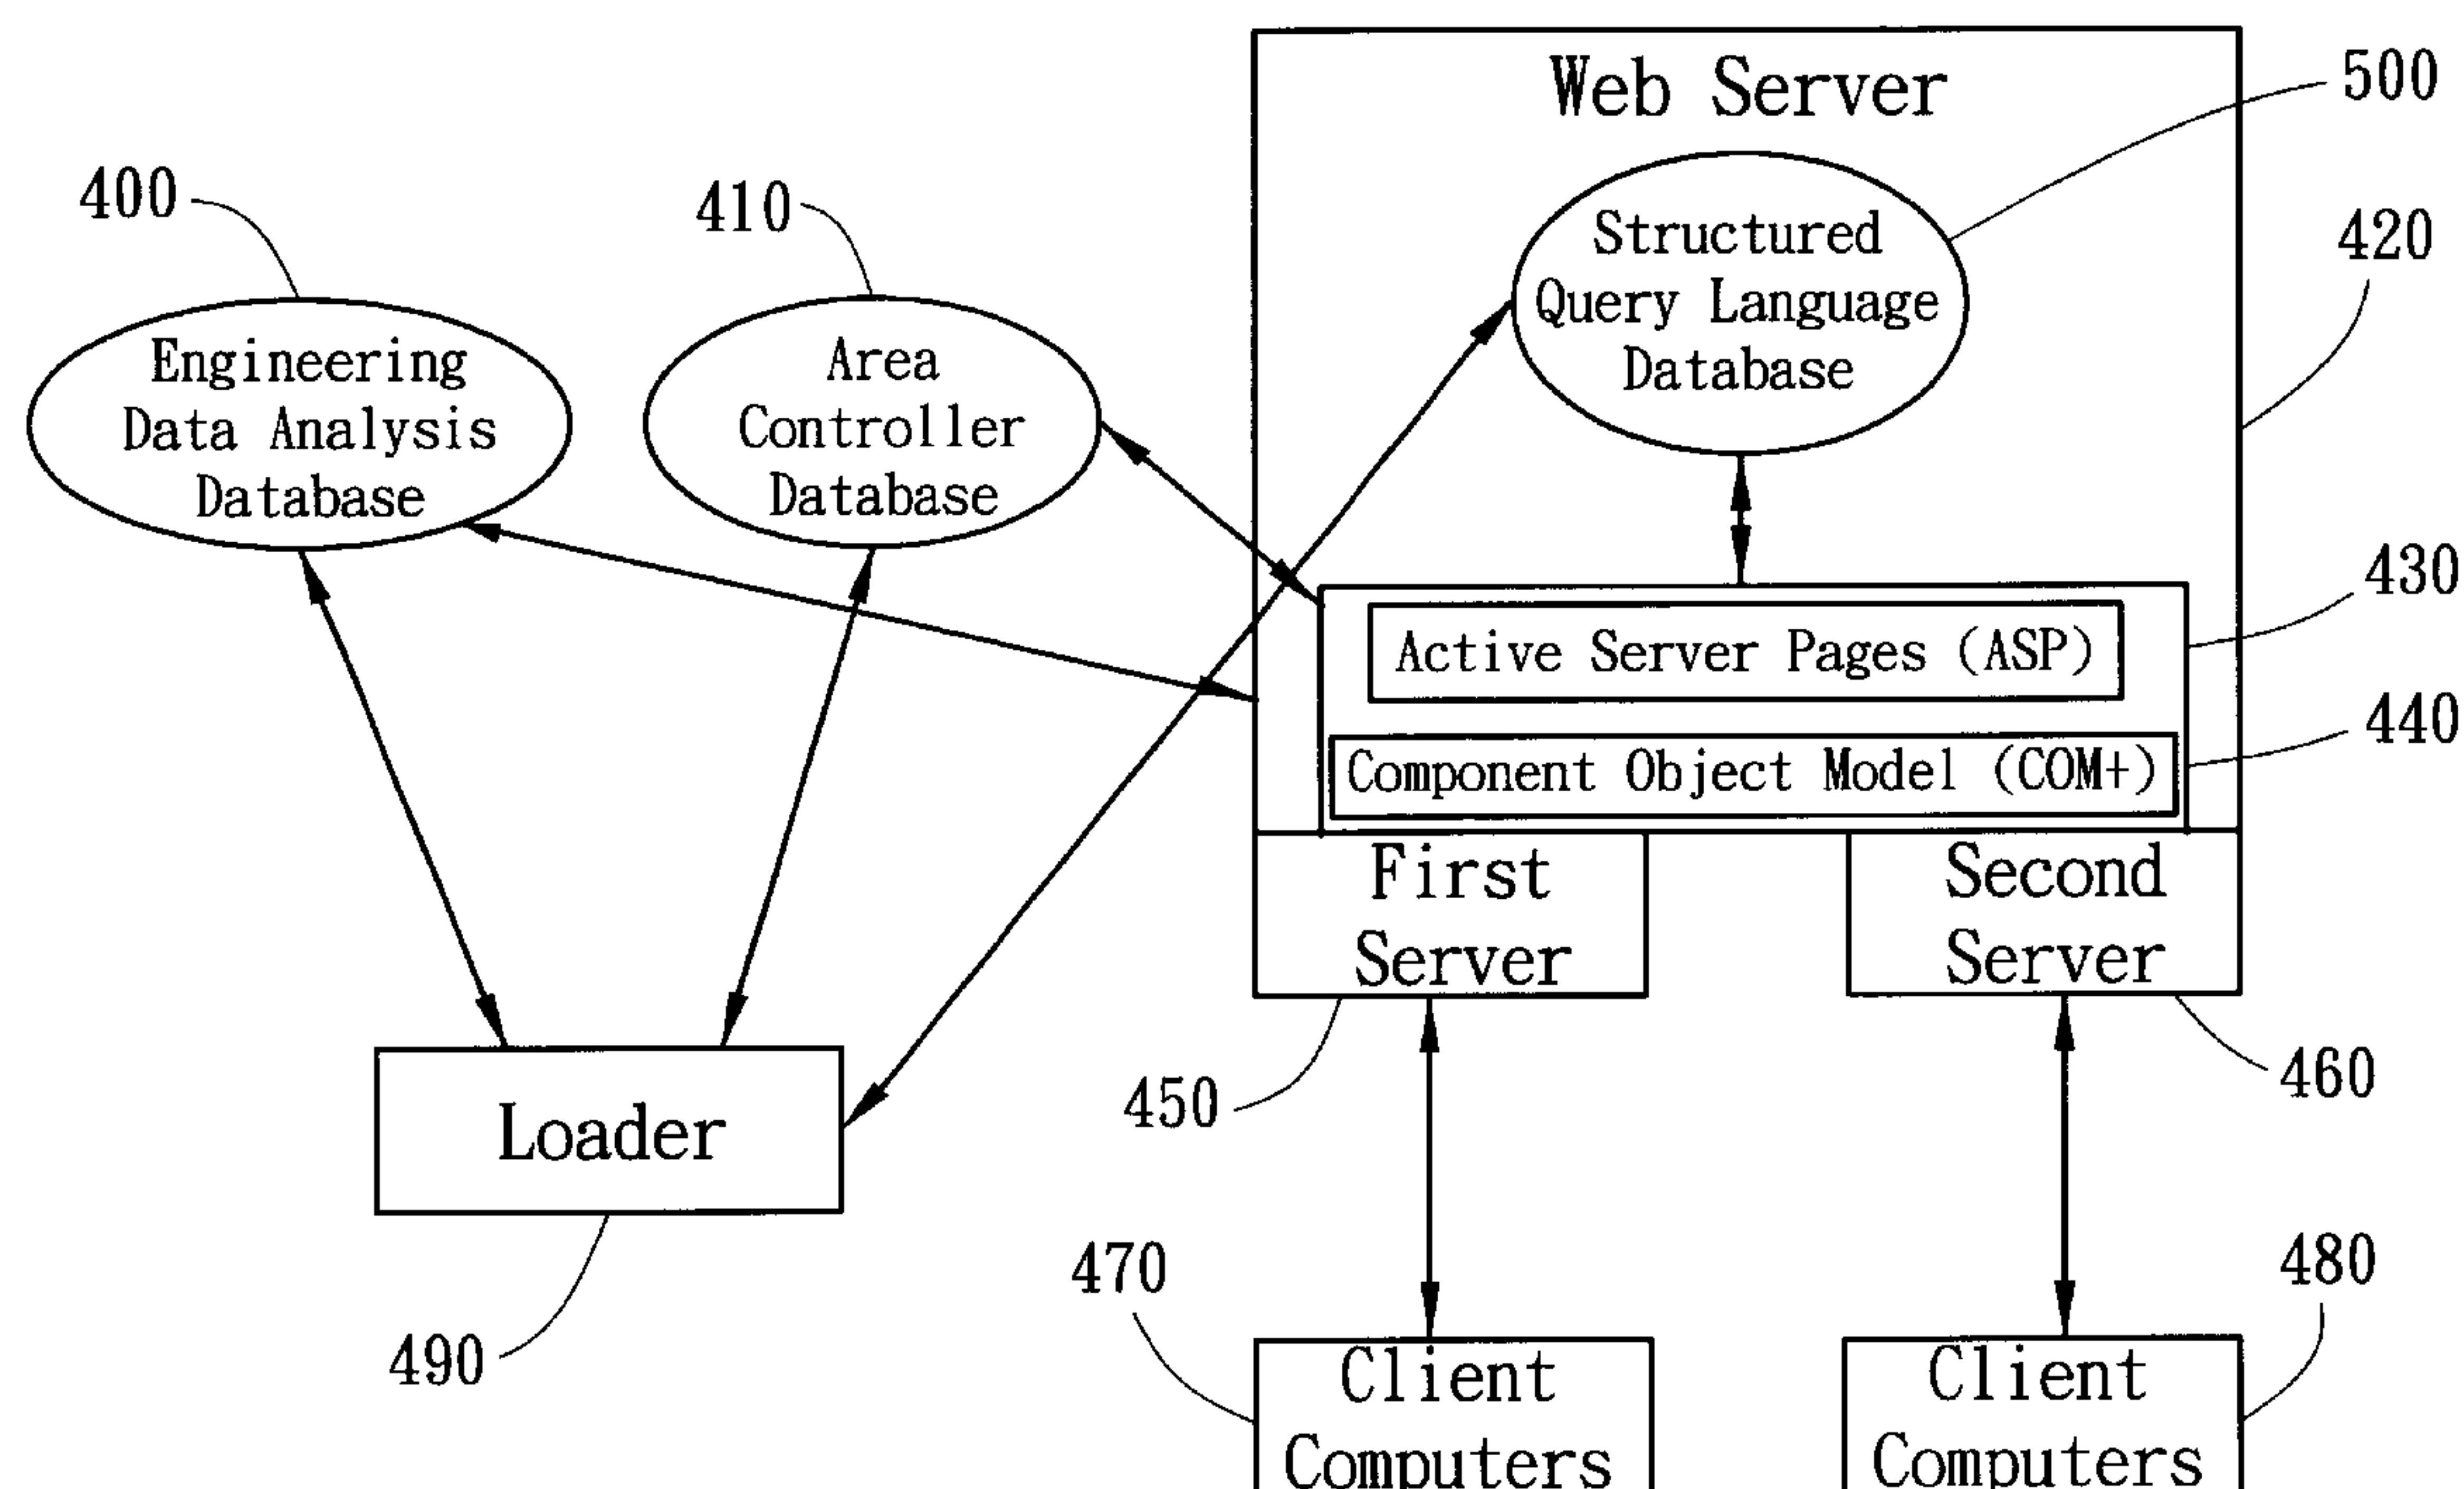 Web Server
500
400
410
Structured
Query Language
Database
420
Engineering
Data Analysis
Database
Area
Controller
Database
430
Active Server Pages (ASP)
440
Component Object Model (COM+)
First
Server
Second
Server
450
460
Loader
490
470
480
Client
Computers
Client
Computers